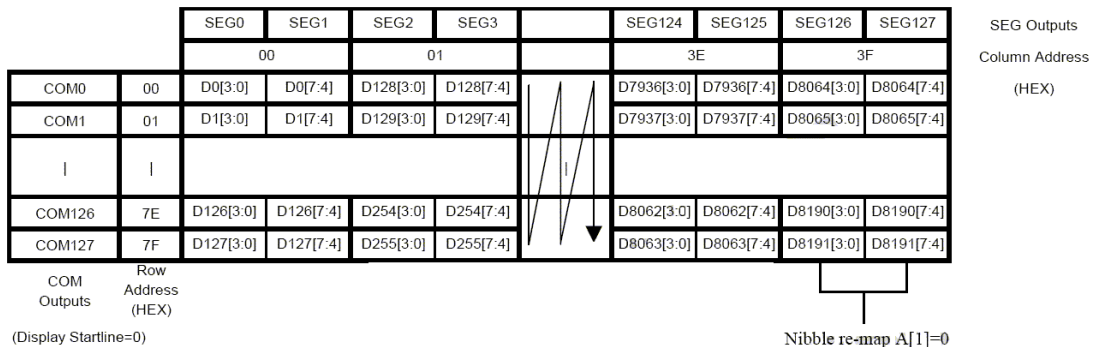 SEG0 SEG1 SEG2 SEG3 SEG124 SEG125 SEG126 SEG127 SEG Outputs
00 01 3E 3F Column Address
COM0 00 D0[3:0] D0[7:4] D128[3:0] D128[7:4] D7936[3:0] D7936[7:4] D8064[3:0] D8064[7:4] (HEX)
COM1 01 D1[3:0] D1[7:4] D129[3:0] D129[7:4] D7937[3:0] D7937[7:4] D8065[3:0] D8065[7:4]
| | |
COM126 7E D126[3:0] D126[7:4] D254[3:0] D254[7:4] D8062[3:0] D8062[7:4] D8190[3:0] D8190[7:4]
COM127 7F D127[3:0] D127[7:4] D255[3:0] D255[7:4] D8063[3:0] D8063[7:4] D8191[3:0] D8191[7:4]
COM
Outputs
Row
Address
(HEX)
(Display Startline=0)
Nibble re-map A[1]=0